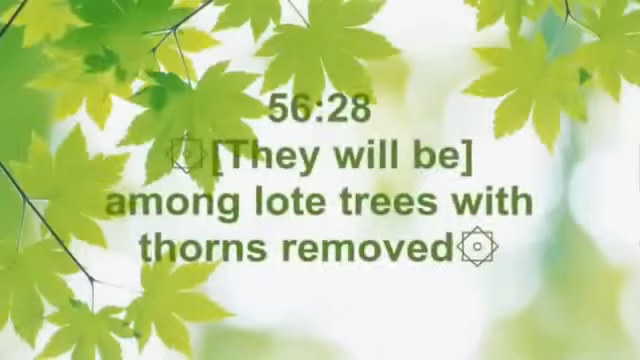 56:28
۞[They will be]
among lote trees with
thorns removed۞